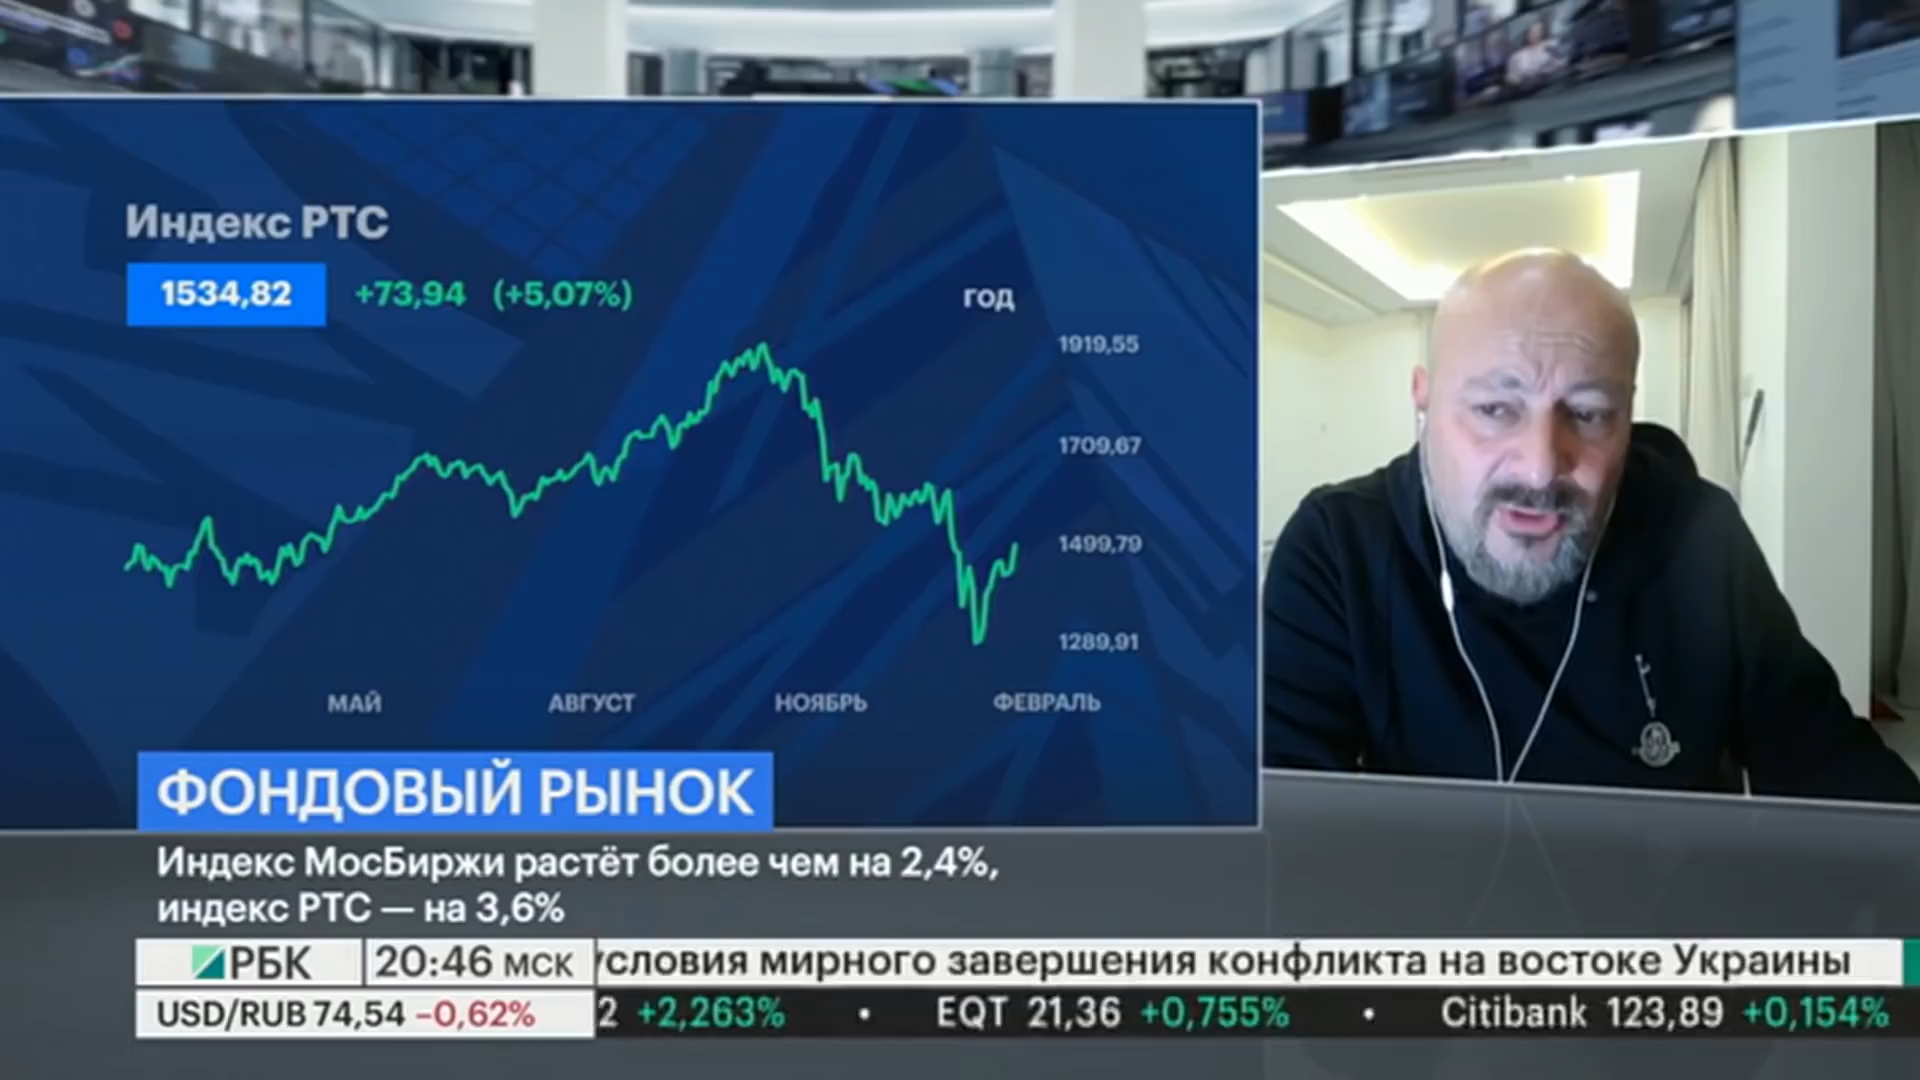 Индекс РТС
1534,82 +73,94 (+5,07%) год
1919,55
1709,67
1499,79
1289,91
МАЙ АВГУСТ НОЯБРЬ ФЕВРАЛЬ
ФОНДОВЫЙ РЫНОК
Индекс МосБиржи растёт более чем на 2,4%,
индекс РТС — на 3,6%
РБК 20:46 МСК условия мирного завершения конфликта на востоке Украины
USD/RUB 74,54 –0,62% 2 +2,263% • EQT 21,36 +0,755% • Citibank 123,89 +0,154%